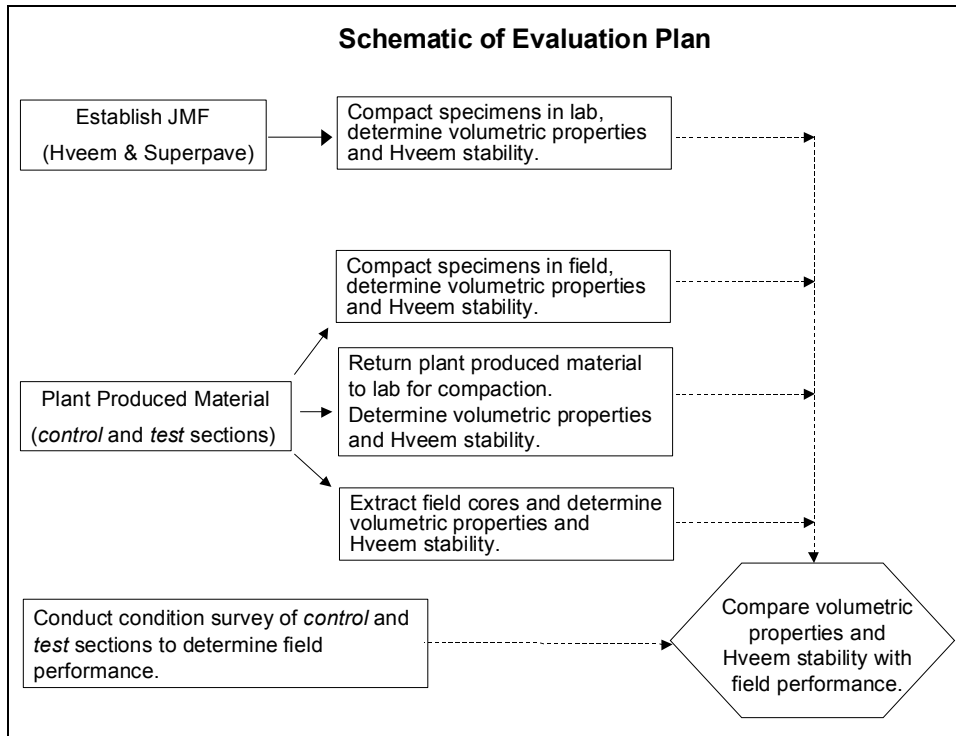 Schematic of Evaluation Plan
Establish JMF
(Hveem & Superpave)
Compact specimens in lab,
determine volumetric properties
and Hveem stability.
Compact specimens in field,
determine volumetric properties
and Hveem stability.
Plant Produced Material
(control and test sections)
Return plant produced material
to lab for compaction.
Determine volumetric properties
and Hveem stability.
Extract field cores and determine
volumetric properties and
Hveem stability.
Conduct condition survey of control and
test sections to determine field
performance.
Compare volumetric
properties and
Hveem stability with
field performance.